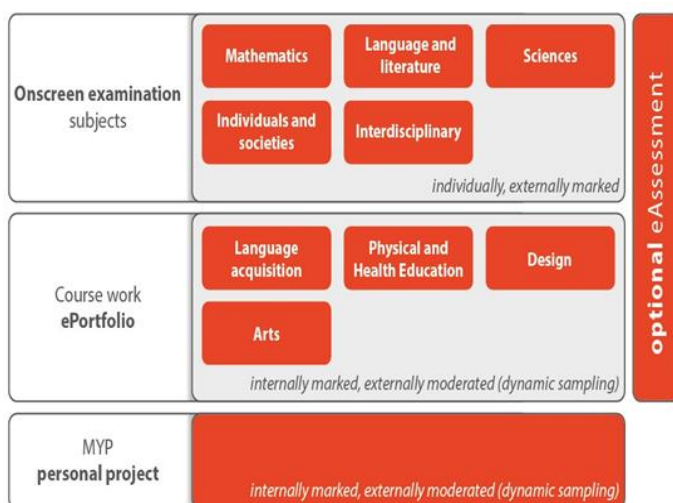 Onscreen examination
subjects
Mathematics
Language and
literature
Sciences
Individuals and
societies
Interdisciplinary
individually, externally marked
Course work
ePortfolio
Language
acquisition
Physical and
Health Education
Design
Arts
internally marked, externally moderated (dynamic sampling)
optional eAssessment
MYP
personal project
internally marked, externally moderated (dynamic sampling)